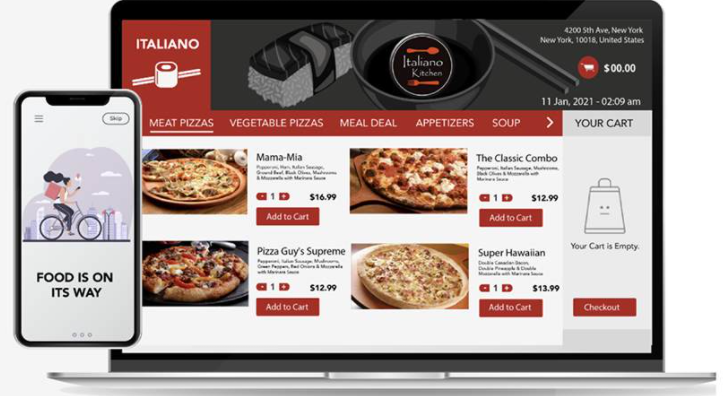 ITALIANO
Italiano
Kitchen
4200 5th Ave, New York
New York, 10018, United States
$00.00
11 Jan, 2021 - 02:09 am
MEAT PIZZAS VEGETABLE PIZZAS MEAL DEAL APPETIZERS SOUP > YOUR CART
Mama-Mia
Pepperoni, Ham, Italian Sausage,
Ground Beef, Black Olives, Mushrooms
& Mozzarella with Marinara Sauce
- 1 + $16.99
Add to Cart
The Classic Combo
Pepperoni, Italian Sausage, Mushrooms,
Black Olives & Mozzarella with
Marinara Sauce
- 1 + $12.99
Add to Cart
Pizza Guy's Supreme
Pepperoni, Italian Sausage, Mushroom,
Green Peppers, Red Onions & Mozzarella
with Marinara Sauce
- 1 + $12.99
Add to Cart
Super Hawaiian
Double Canadian Bacon,
Double Pineapple & Double
Mozzarella with Marinara Sauce
- 1 + $13.99
Add to Cart
Your Cart is Empty.
Checkout
Skip
FOOD IS ON
ITS WAY